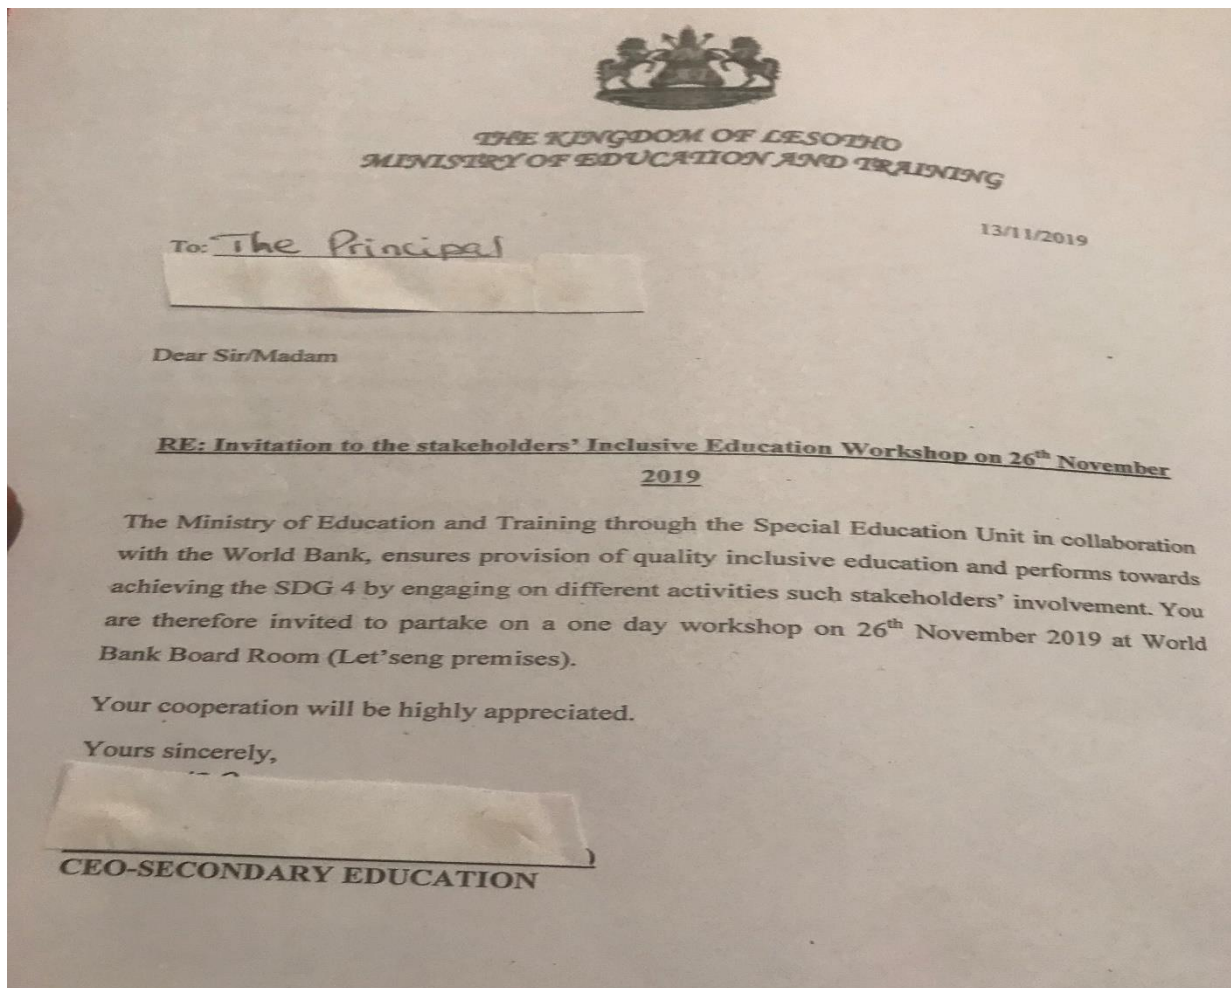 THE KINGDOM OF LESOTHO
MINISTRY OF EDUCATION AND TRAINING
13/11/2019
To: The Principal
Dear Sir/Madam
RE: Invitation to the stakeholders’ Inclusive Education Workshop on 26th November
2019
The Ministry of Education and Training through the Special Education Unit in collaboration
with the World Bank, ensures provision of quality inclusive education and performs towards
achieving the SDG 4 by engaging on different activities such stakeholders’ involvement. You
are therefore invited to partake on a one day workshop on 26th November 2019 at World
Bank Board Room (Let’seng premises).
Your cooperation will be highly appreciated.
Yours sincerely,
)
CEO-SECONDARY EDUCATION